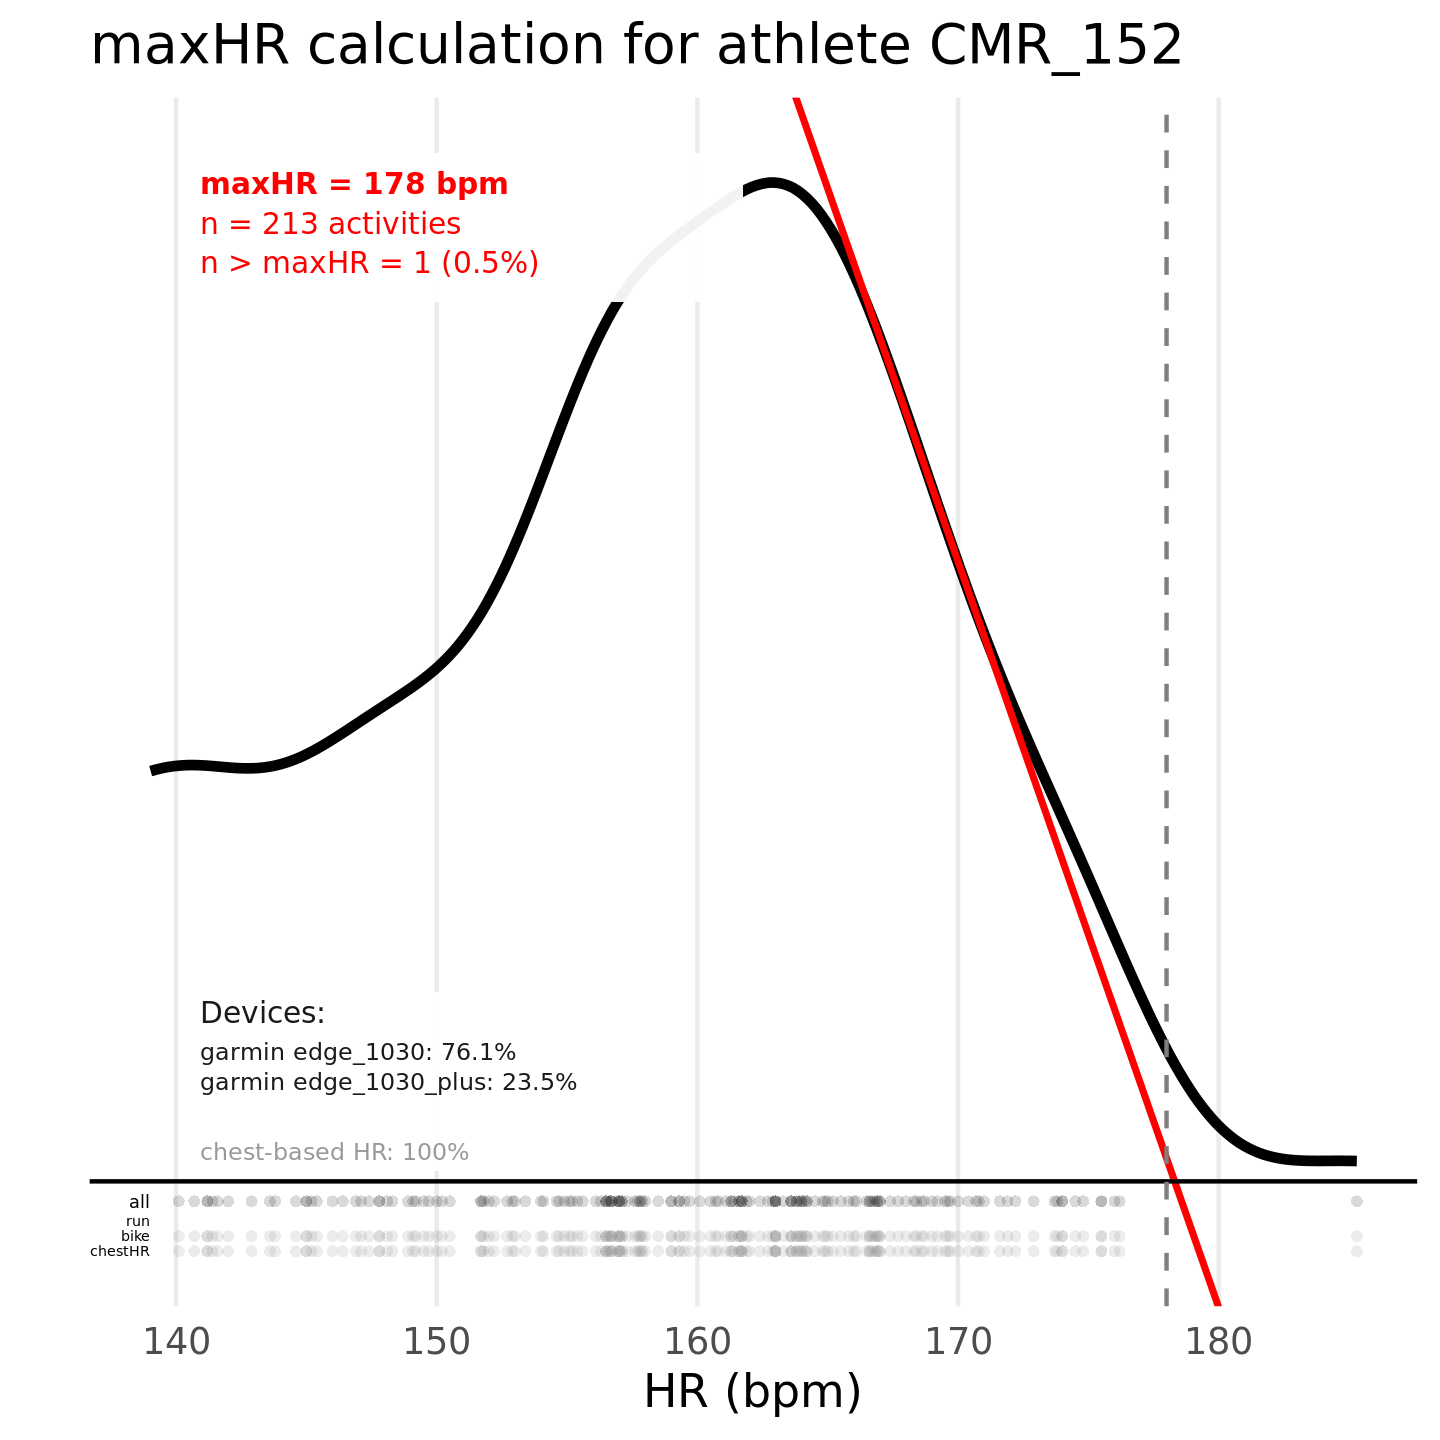 maxHR calculation for athlete CMR_152
maxHR = 178 bpm
n = 213 activities
n > maxHR = 1 (0.5%)
Devices:
garmin edge_1030: 76.1%
garmin edge_1030_plus: 23.5%
chest-based HR: 100%
all
run
bike
chestHR
140 150 160 170 180
HR (bpm)